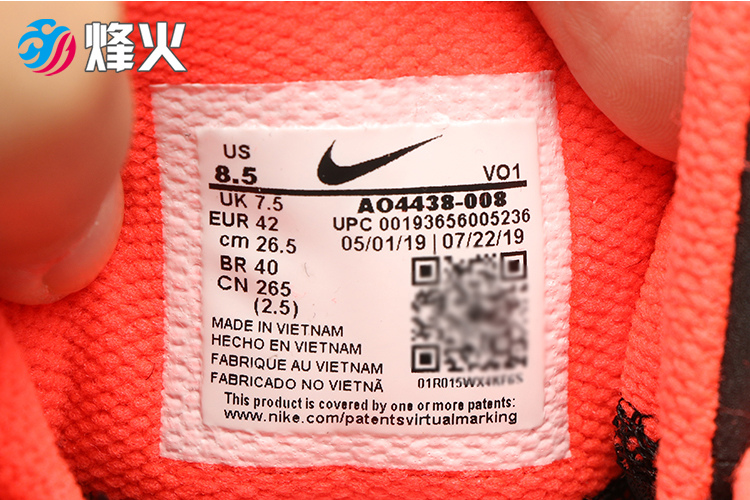 烽火
US
8.5
VO1
UK 7.5
AO4438-008
EUR 42
UPC 00193656005236
cm 26.5
05/01/19 | 07/22/19
BR 40
CN 265
(2.5)
MADE IN VIETNAM
HECHO EN VIETNAM
FABRIQUE AU VIETNAM
FABRICADO NO VIETNÃ
This product is covered by one or more patents:
www.nike.com/patentsvirtualmarking